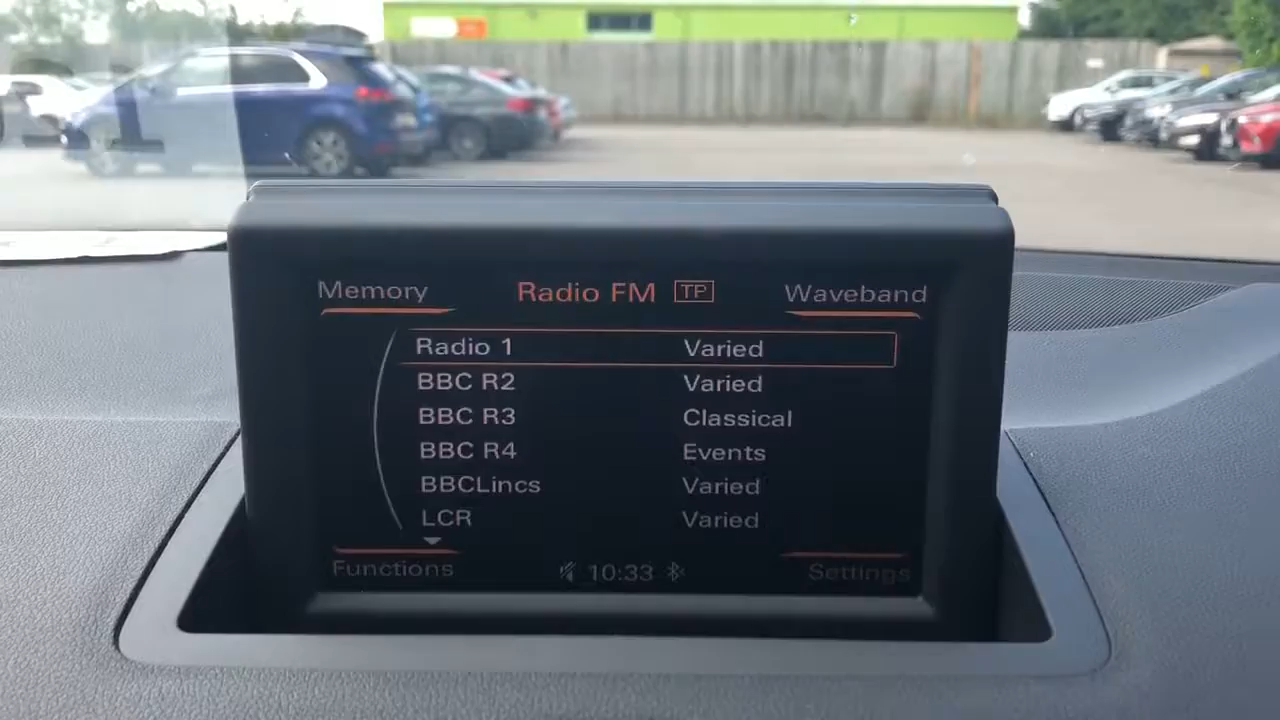 Memory Radio FM TP Waveband
Radio 1 Varied
BBC R2 Varied
BBC R3 Classical
BBC R4 Events
BBCLincs Varied
LCR Varied
Functions 10:33 Settings